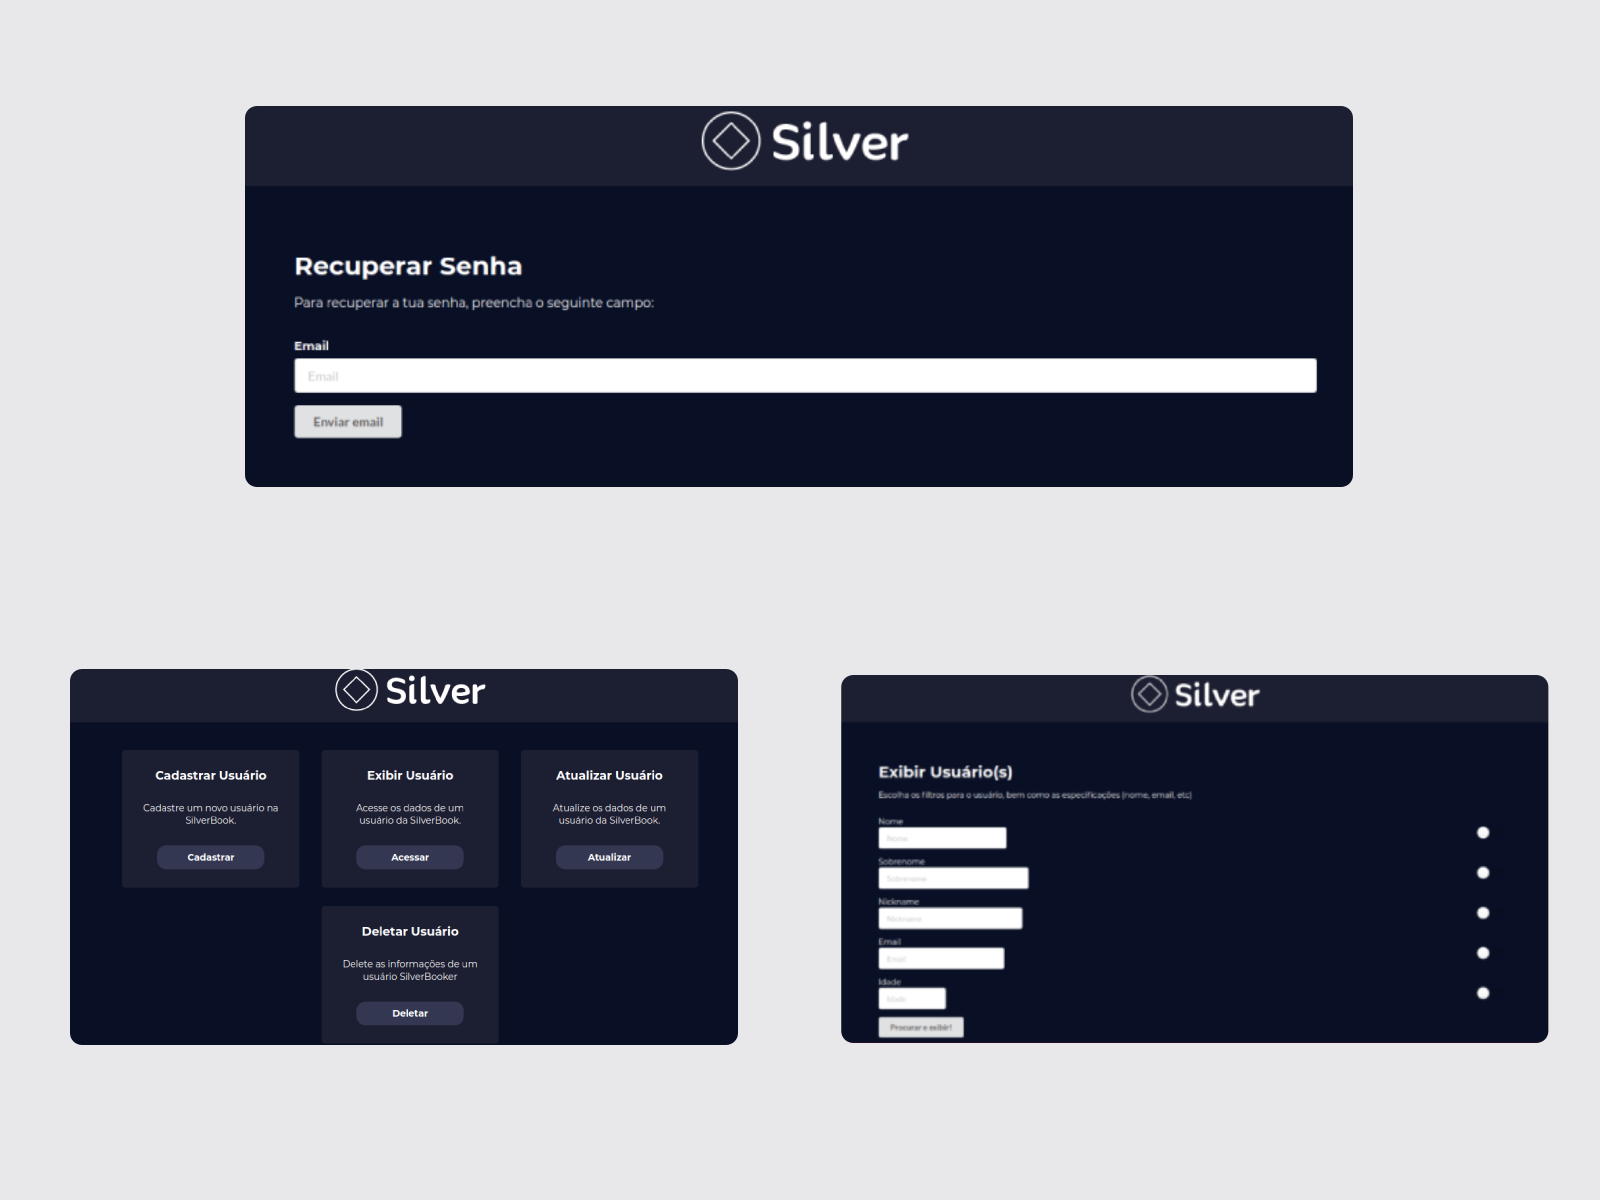 Silver
Recuperar Senha
Para recuperar a tua senha, preencha o seguinte campo:
Email
Email
Enviar email
Silver
Cadastrar Usuário
Cadastre um novo usuário na
SilverBook.
Cadastrar
Exibir Usuário
Acesse os dados de um
usuário da SilverBook.
Acessar
Atualizar Usuário
Atualize os dados de um
usuário da SilverBook.
Atualizar
Deletar Usuário
Delete as informações de um
usuário SilverBooker
Deletar
Silver
Exibir Usuário(s)
Escolha os filtros para o usuário, bem como as especificações (nome, email, etc)
Nome
Nome
Sobrenome
Sobrenome
Nickname
Nickname
Email
Email
Idade
Idade
Procurar e exibir!